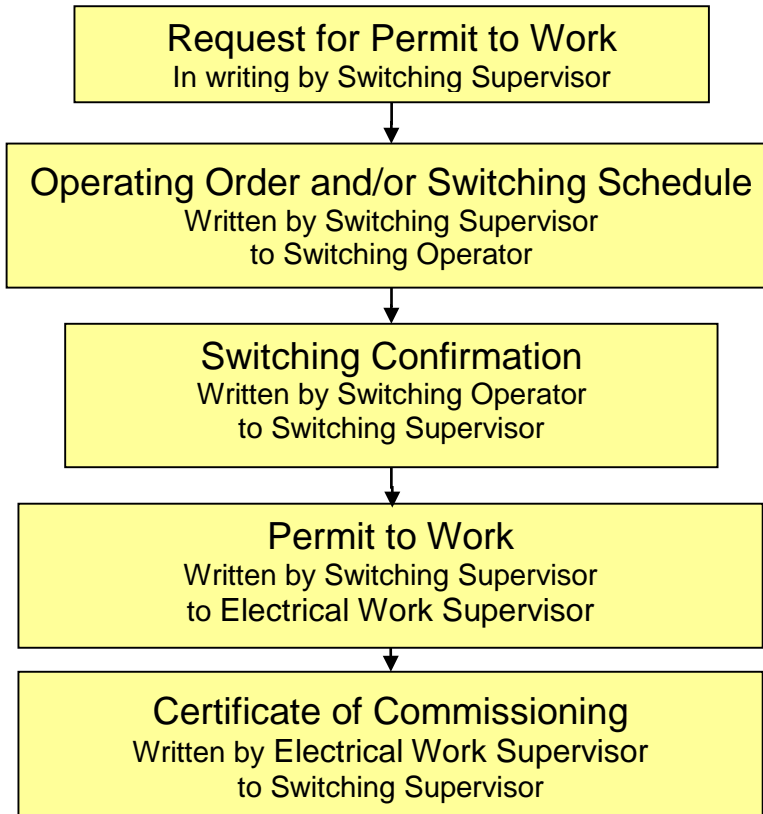 Request for Permit to Work
In writing by Switching Supervisor
Operating Order and/or Switching Schedule
Written by Switching Supervisor
to Switching Operator
Switching Confirmation
Written by Switching Operator
to Switching Supervisor
Permit to Work
Written by Switching Supervisor
to Electrical Work Supervisor
Certificate of Commissioning
Written by Electrical Work Supervisor
to Switching Supervisor